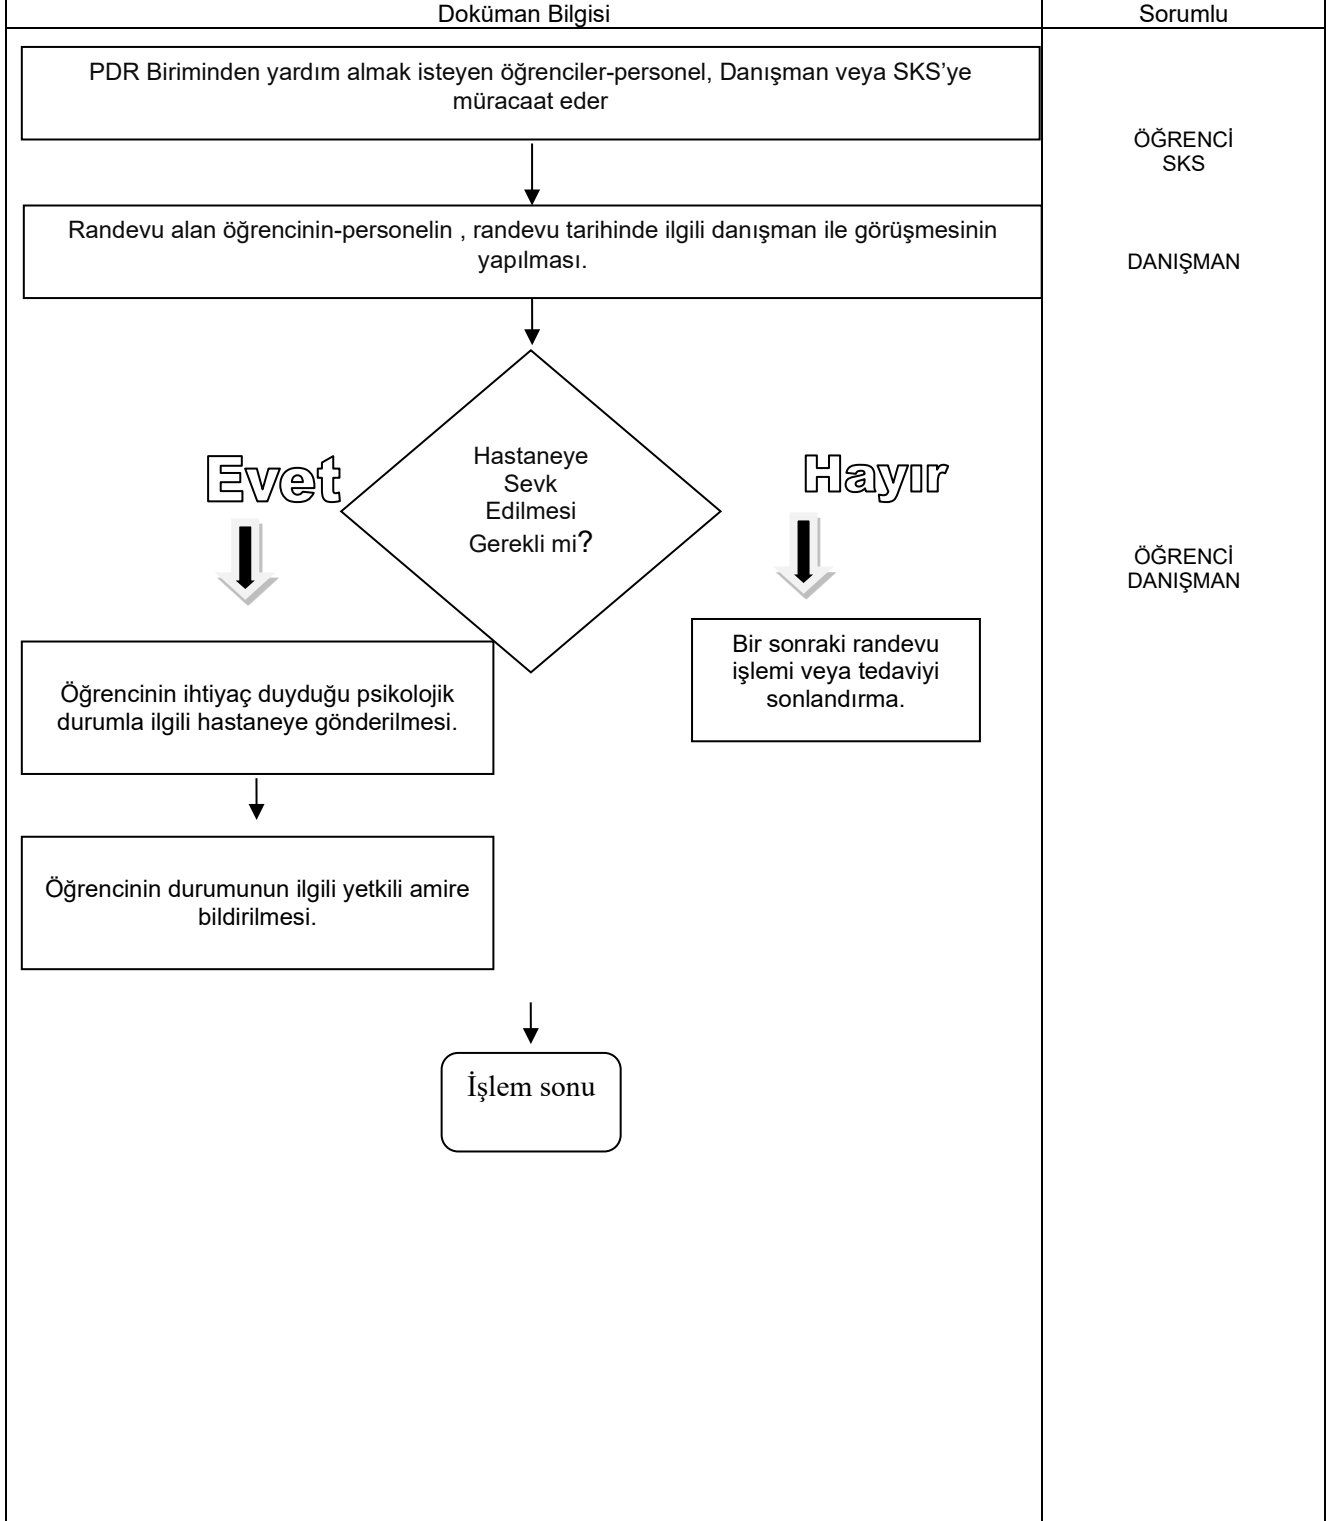 Doküman Bilgisi
Sorumlu
PDR Biriminden yardım almak isteyen öğrenciler-personel, Danışman veya SKS’ye
müracaat eder
ÖĞRENCİ
SKS
Randevu alan öğrencinin-personelin , randevu tarihinde ilgili danışman ile görüşmesinin
yapılması.
DANIŞMAN
Hastaneye
Sevk
Edilmesi
Gerekli mi?
Evet
Hayır
ÖĞRENCİ
DANIŞMAN
Öğrencinin ihtiyaç duyduğu psikolojik
durumla ilgili hastaneye gönderilmesi.
Bir sonraki randevu
işlemi veya tedaviyi
sonlandırma.
Öğrencinin durumunun ilgili yetkili amire
bildirilmesi.
İşlem sonu